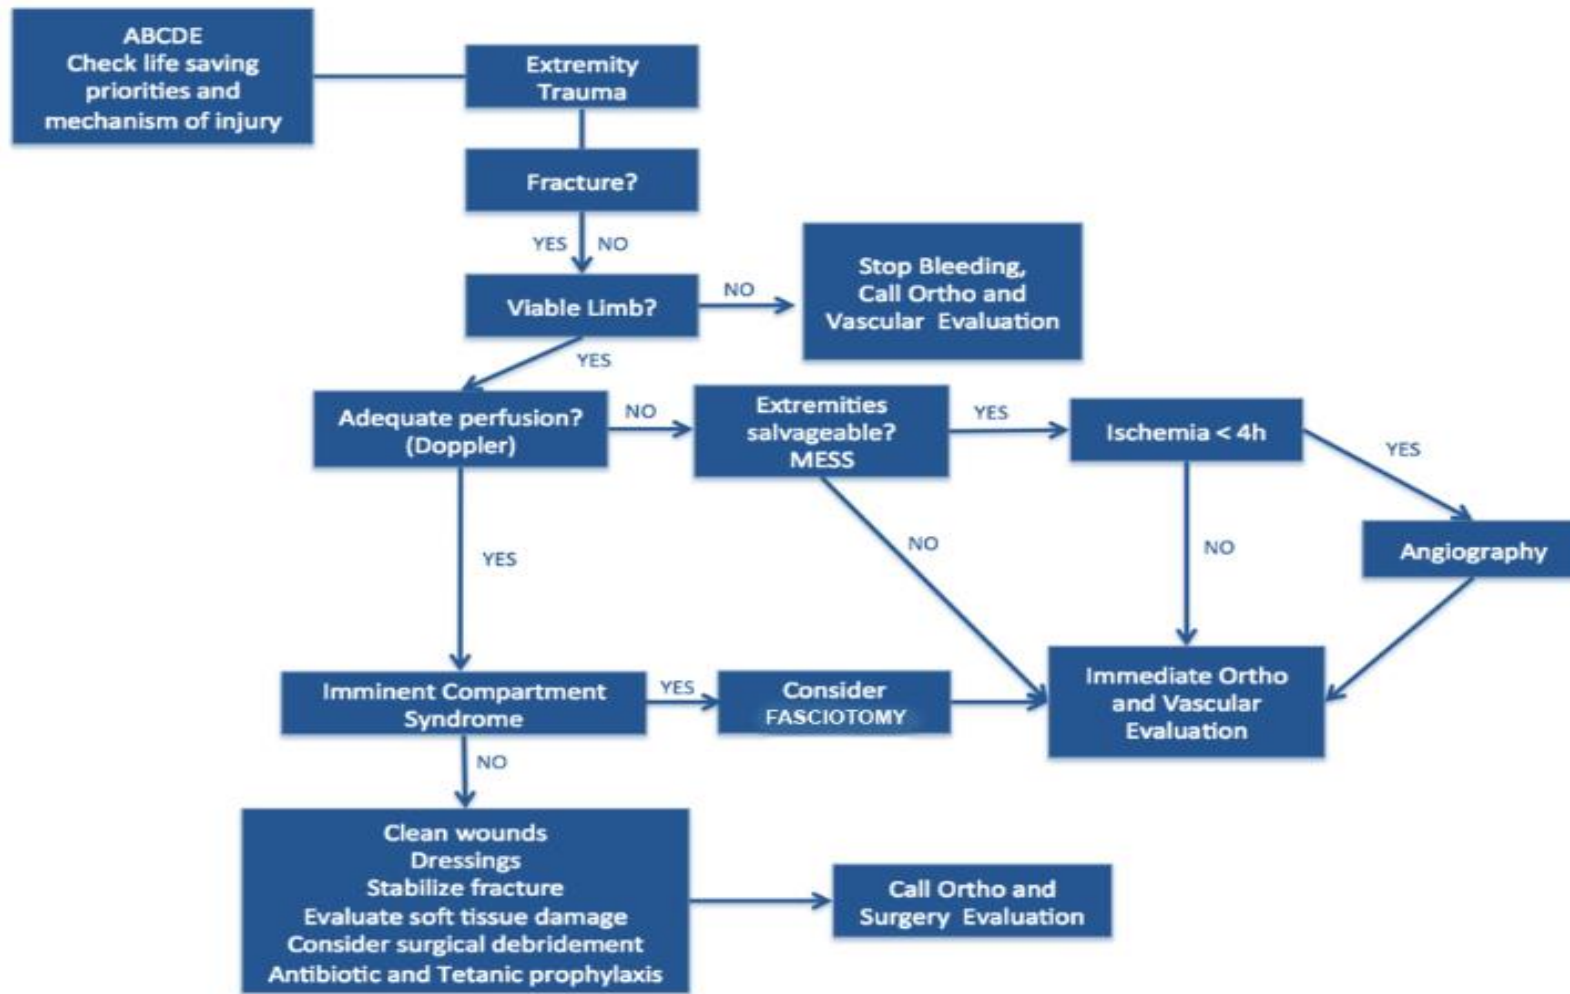 ABCDE
Check life saving
priorities and
mechanism of injury
Extremity
Trauma
Fracture?
YES NO
Viable Limb?
NO
Stop Bleeding,
Call Ortho and
Vascular Evaluation
YES
Adequate perfusion?
(Doppler)
NO
Extremities
salvageable?
MESS
YES
Ischemia < 4h
YES
Angiography
YES
NO
NO
Imminent Compartment
Syndrome
YES
Consider
FASCIOTOMY
Immediate Ortho
and Vascular
Evaluation
NO
Clean wounds
Dressings
Stabilize fracture
Evaluate soft tissue damage
Consider surgical debridement
Antibiotic and Tetanic prophylaxis
Call Ortho and
Surgery Evaluation